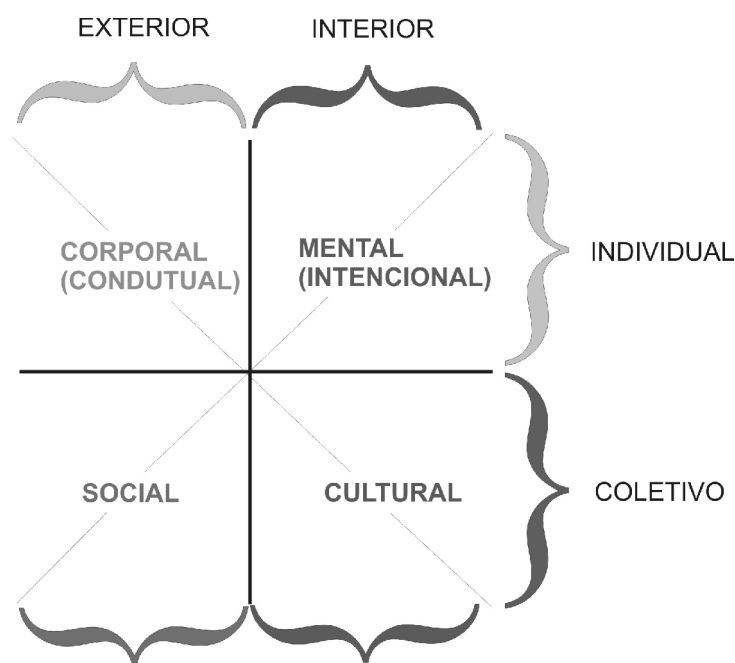 EXTERIOR
INTERIOR
CORPORAL
(CONDUTUAL)
MENTAL
(INTENCIONAL)
INDIVIDUAL
SOCIAL
CULTURAL
COLETIVO